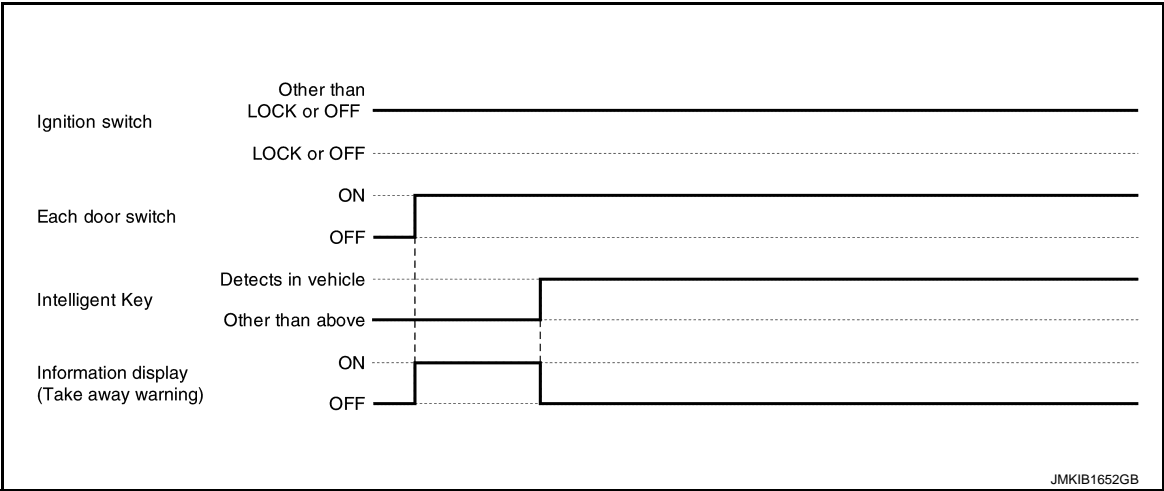 Other than
LOCK or OFF
Ignition switch
LOCK or OFF
ON
Each door switch
OFF
Detects in vehicle
Intelligent Key
Other than above
ON
Information display
(Take away warning)
OFF
JMKIB1652GB